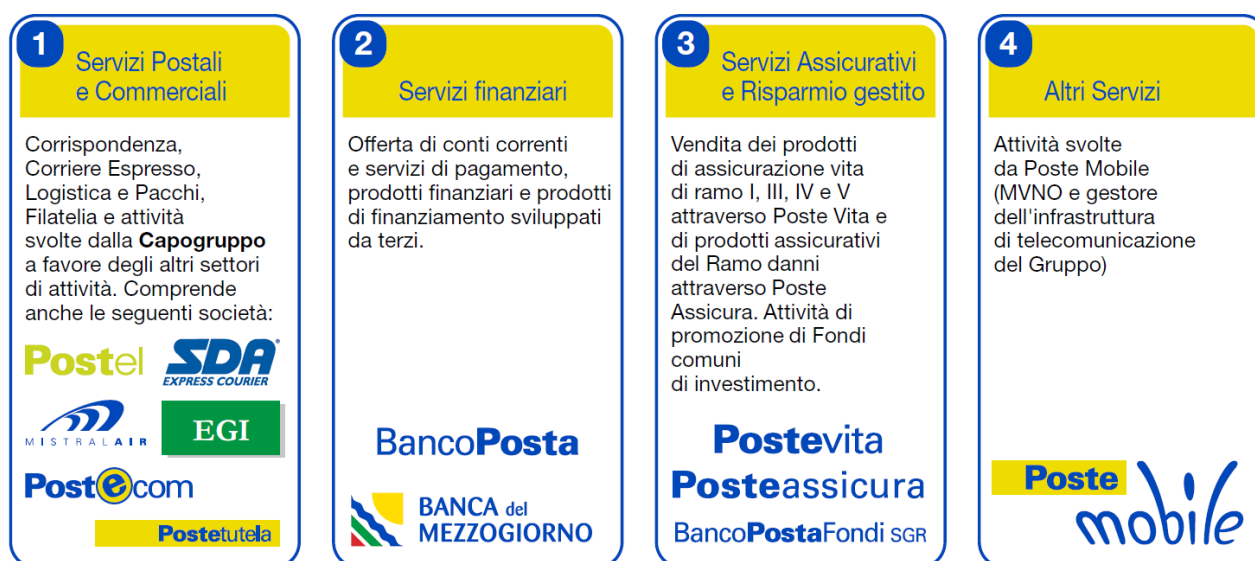 1
Servizi Postali
e Commerciali
Corrispondenza,
Corriere Espresso,
Logistica e Pacchi,
Filatelia e attività
svolte dalla Capogruppo
a favore degli altri settori
di attività. Comprende
anche le seguenti società:
Postel
SDA
EXPRESS COURIER
MISTRALAIR
EGI
Postecom
Postetutela
2
Servizi finanziari
Offerta di conti correnti
e servizi di pagamento,
prodotti finanziari e prodotti
di finanziamento sviluppati
da terzi.
BancoPosta
BANCA del
MEZZOGIORNO
3
Servizi Assicurativi
e Risparmio gestito
Vendita dei prodotti
di assicurazione vita
di ramo I, III, IV e V
attraverso Poste Vita e
di prodotti assicurativi
del Ramo danni
attraverso Poste
Assicura. Attività di
promozione di Fondi
comuni
di investimento.
Postevita
Posteassicura
BancoPostaFondi SGR
4
Altri Servizi
Attività svolte
da Poste Mobile
(MVNO e gestore
dell'infrastruttura
di telecomunicazione
del Gruppo)
Poste
mobile